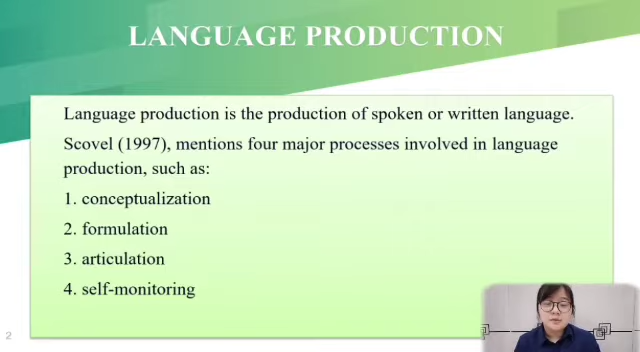 LANGUAGE PRODUCTION
Language production is the production of spoken or written language.
Scovel (1997), mentions four major processes involved in language
production, such as:
1. conceptualization
2. formulation
3. articulation
4. self-monitoring
2